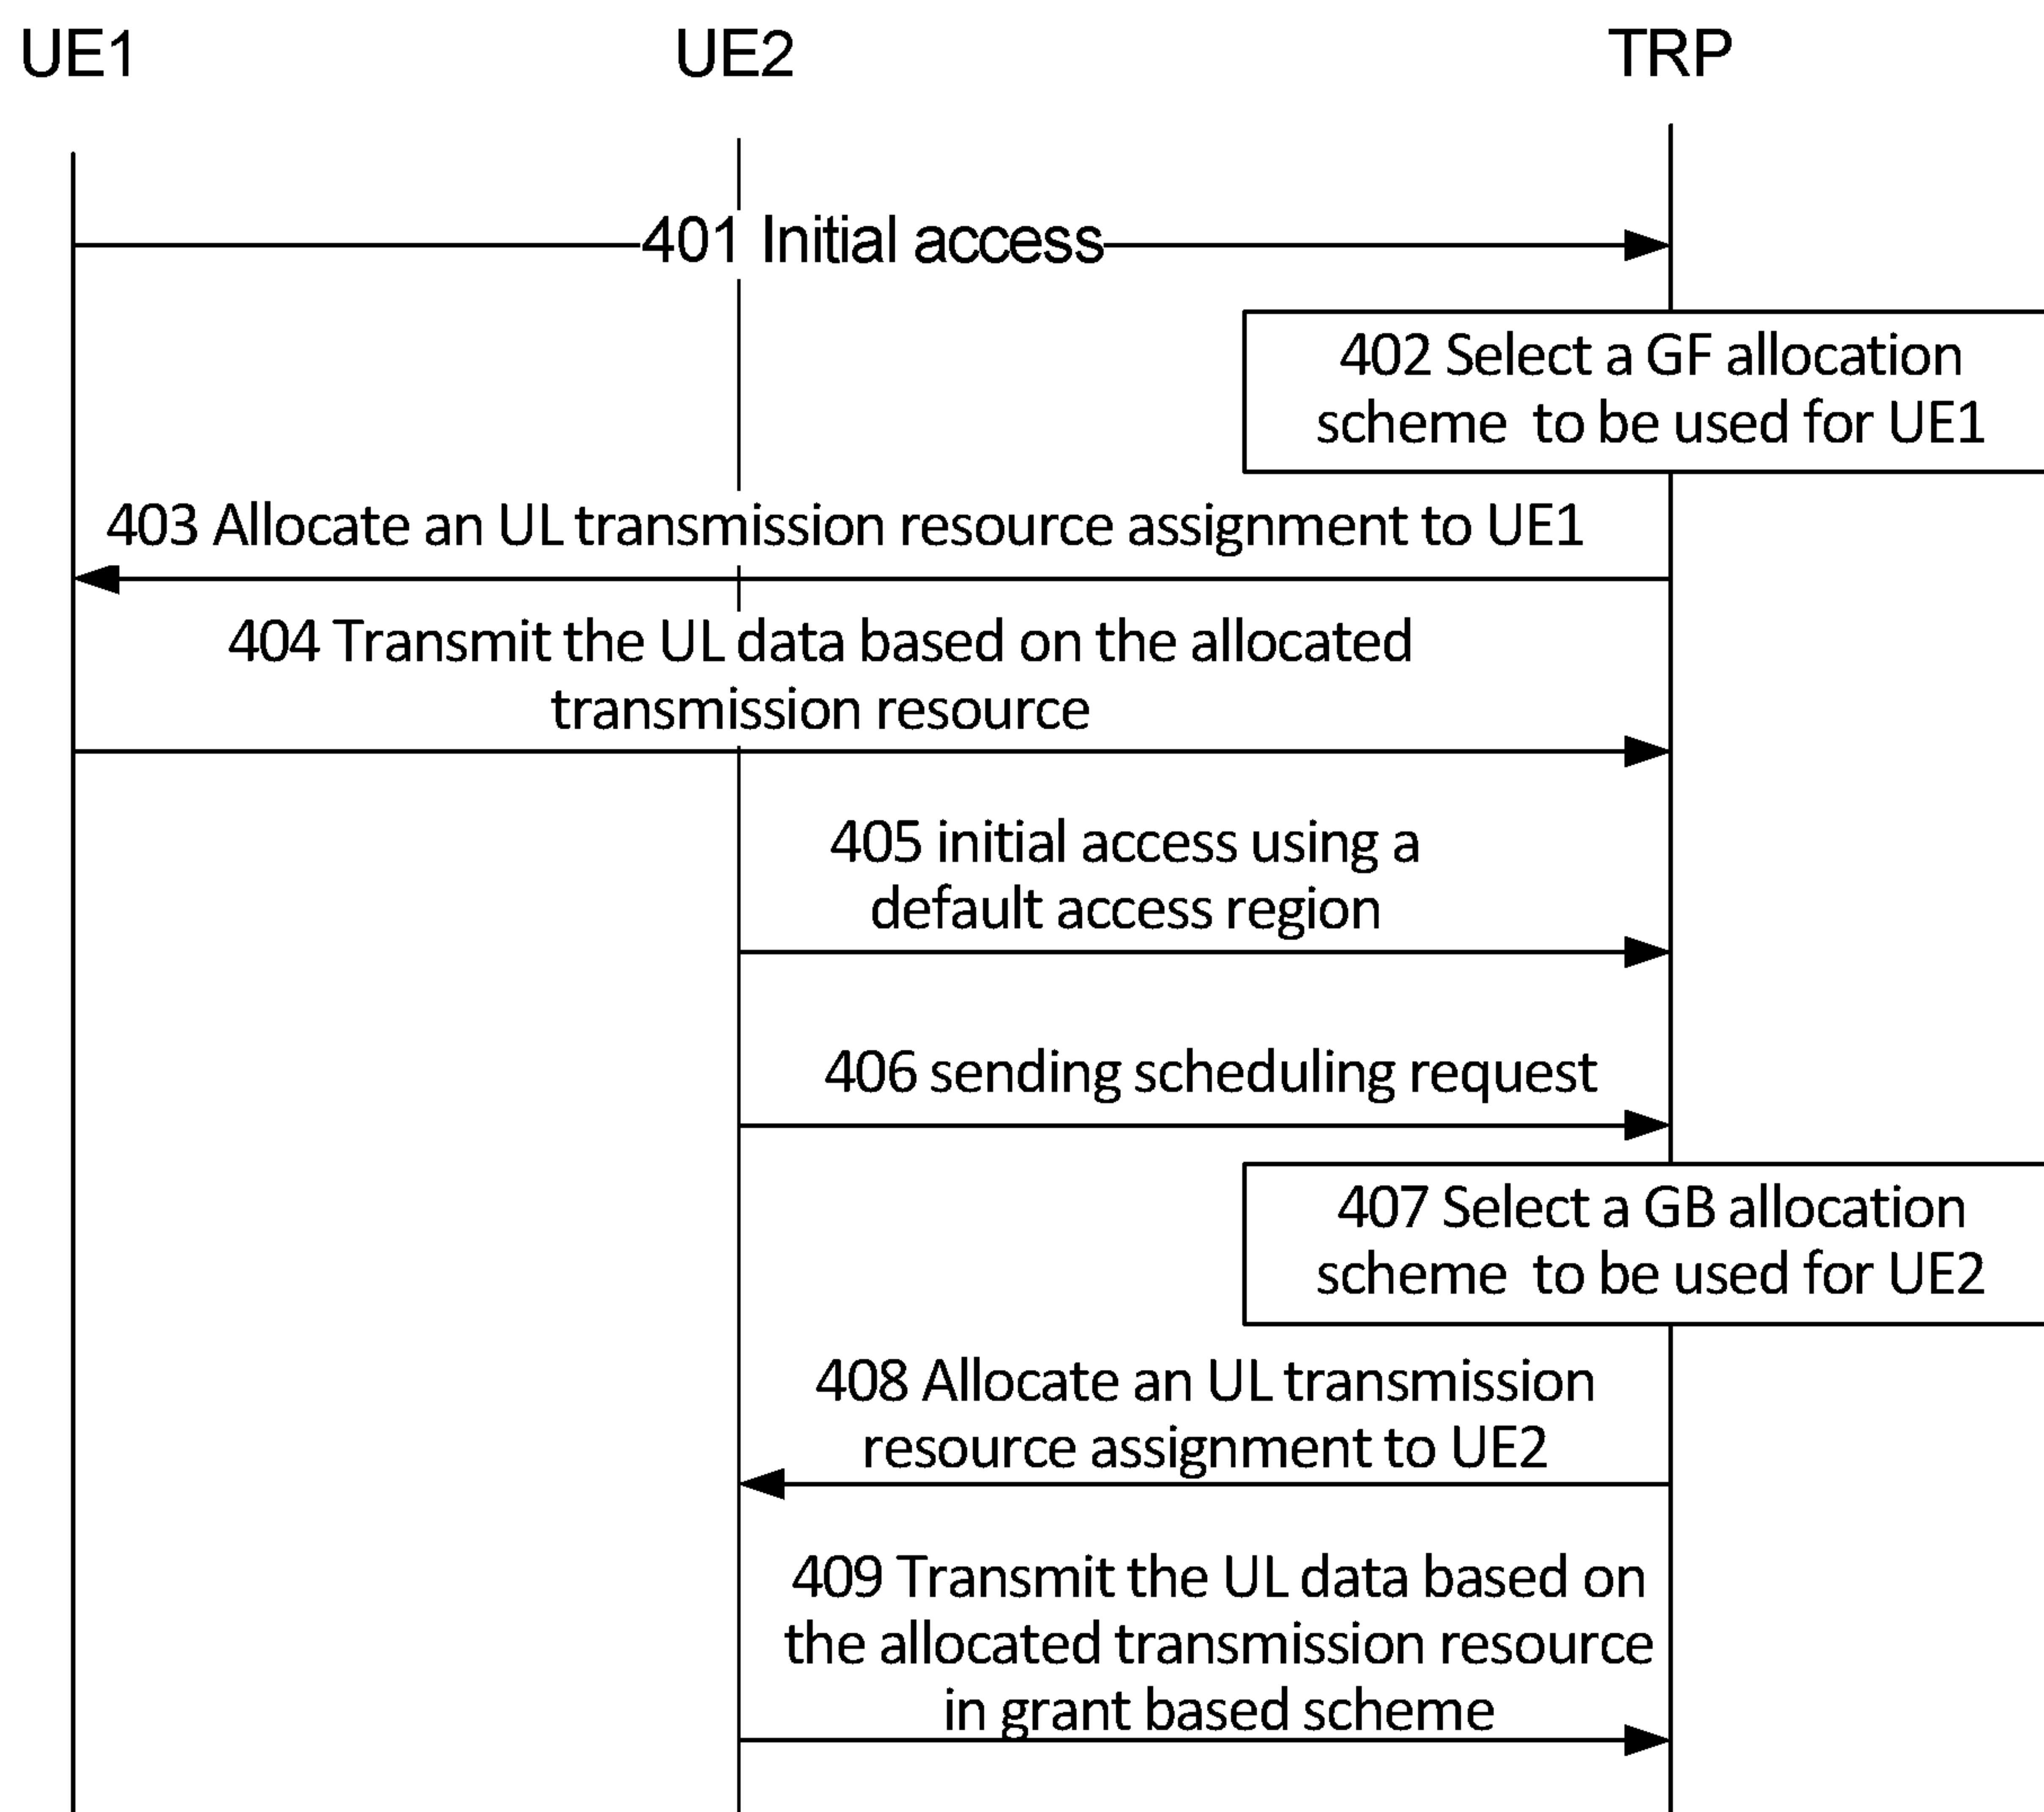 UE1
UE2
TRP
401 Initial access
402 Select a GF allocation
scheme to be used for UE1
403 Allocate an UL transmission resource assignment to UE1
404 Transmit the UL data based on the allocated
transmission resource
405 initial access using a
default access region
406 sending scheduling request
407 Select a GB allocation
scheme to be used for UE2
408 Allocate an UL transmission
resource assignment to UE2
409 Transmit the UL data based on
the allocated transmission resource
in grant based scheme